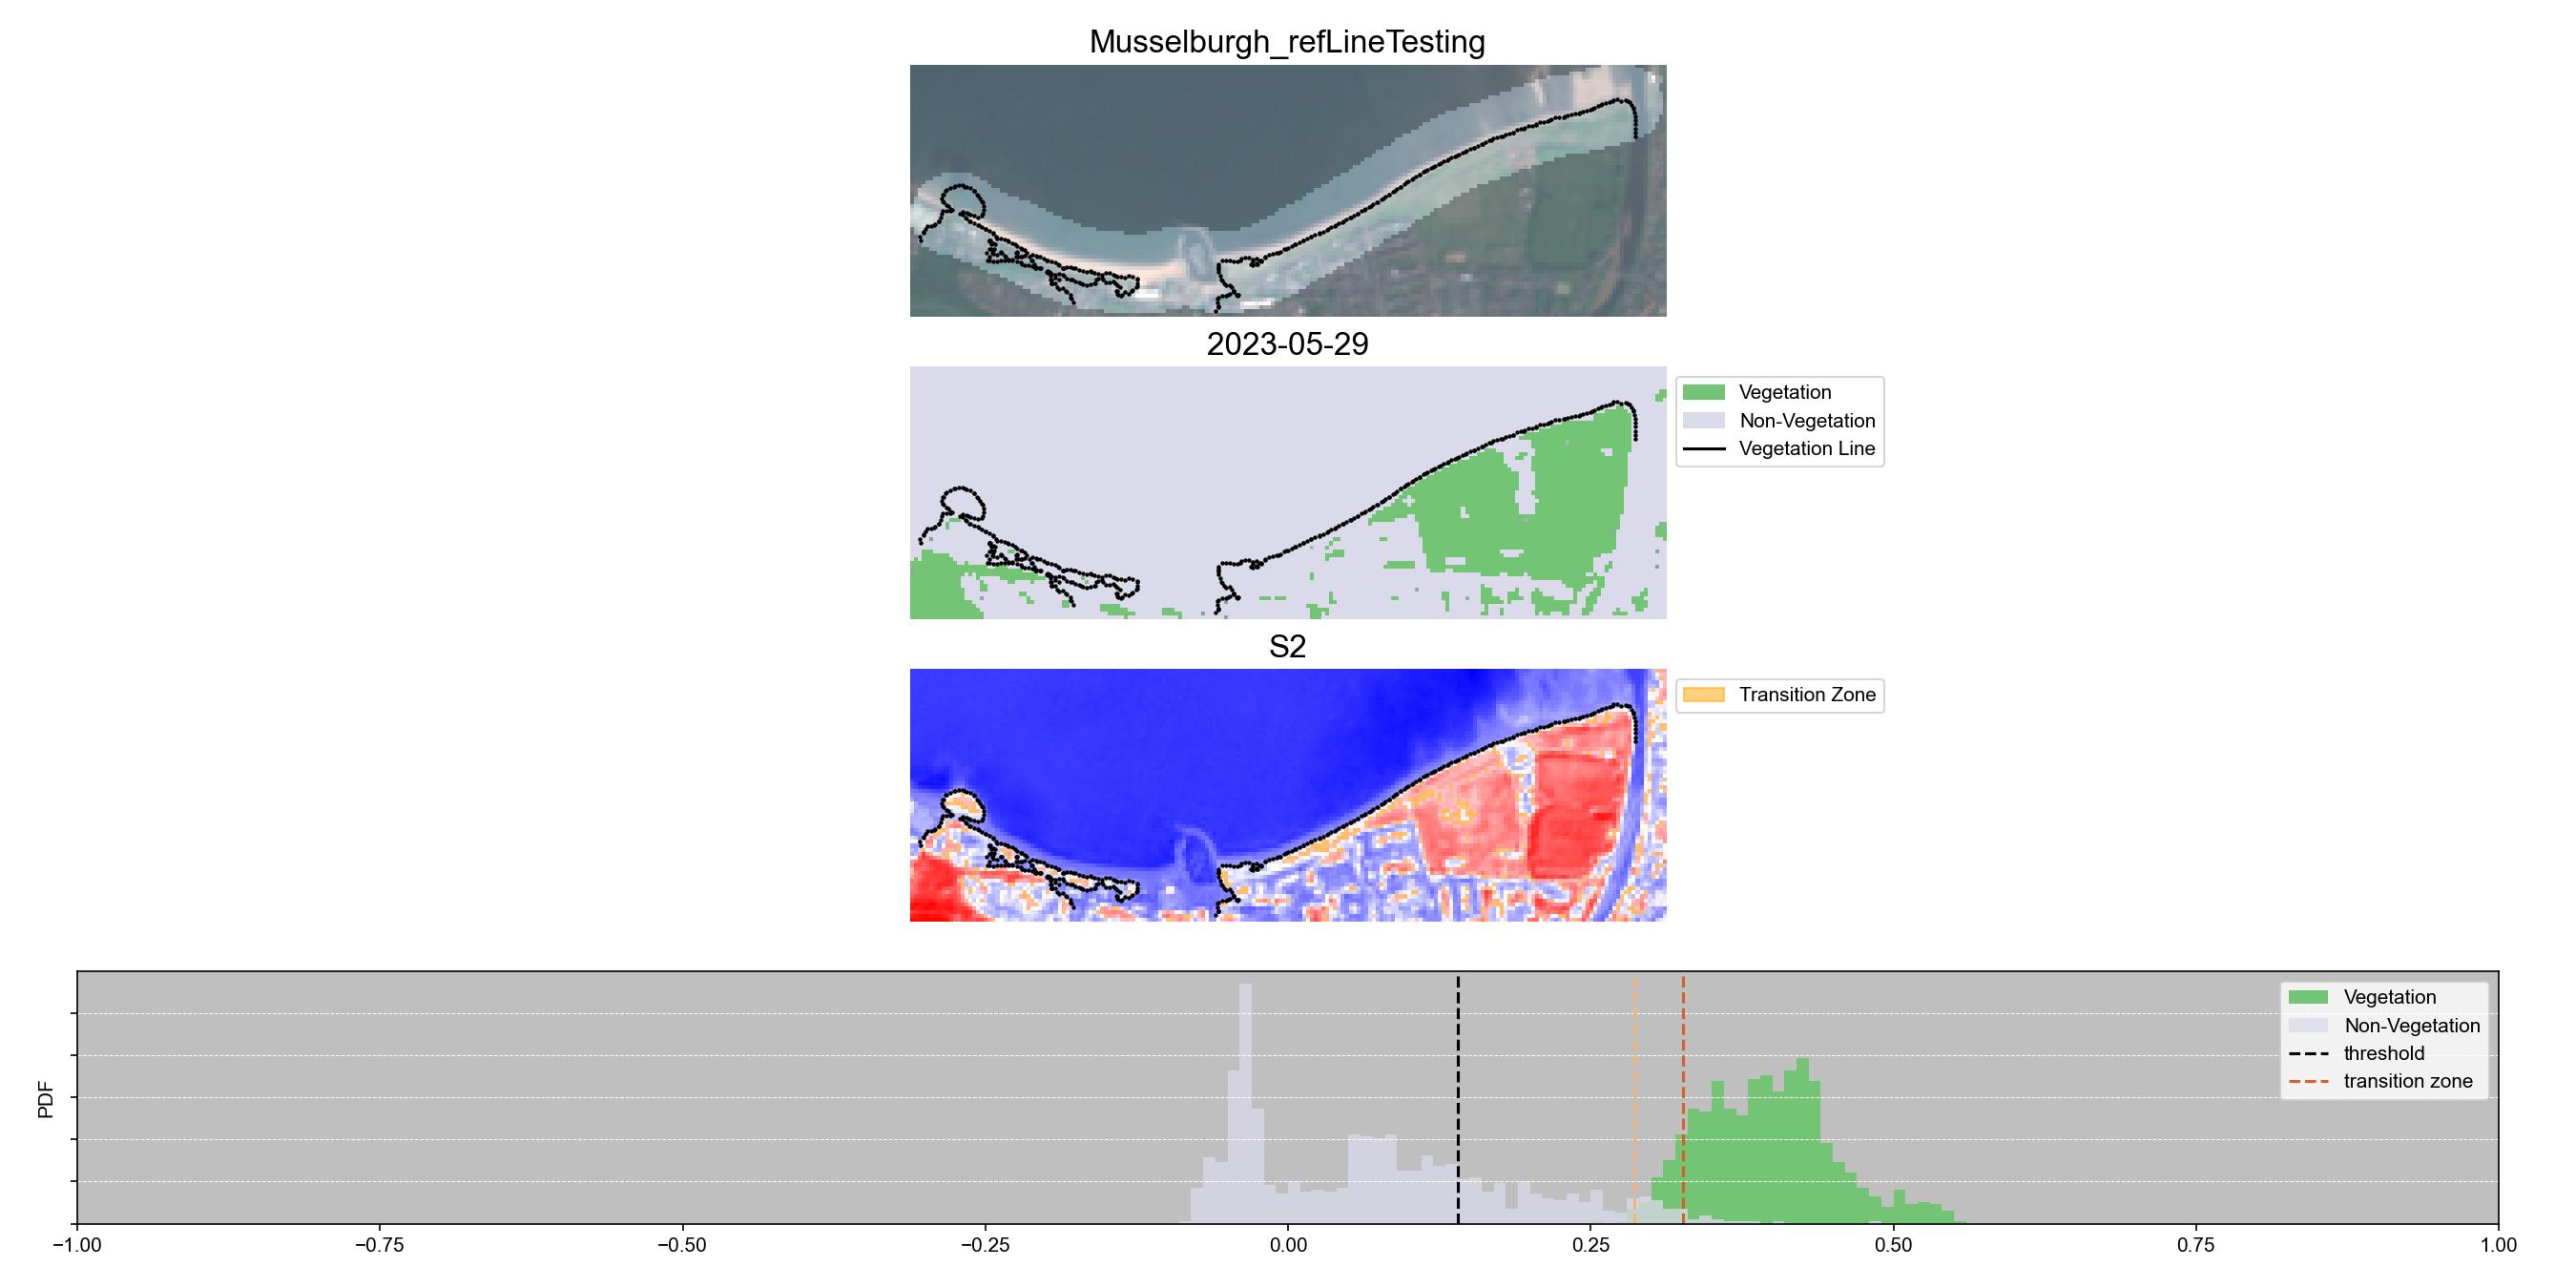 Musselburgh_refLineTesting
2023-05-29
Vegetation
Non-Vegetation
Vegetation Line
S2
Transition Zone
PDF
Vegetation
Non-Vegetation
threshold
transition zone
−1.00 −0.75 −0.50 −0.25 0.00 0.25 0.50 0.75 1.00